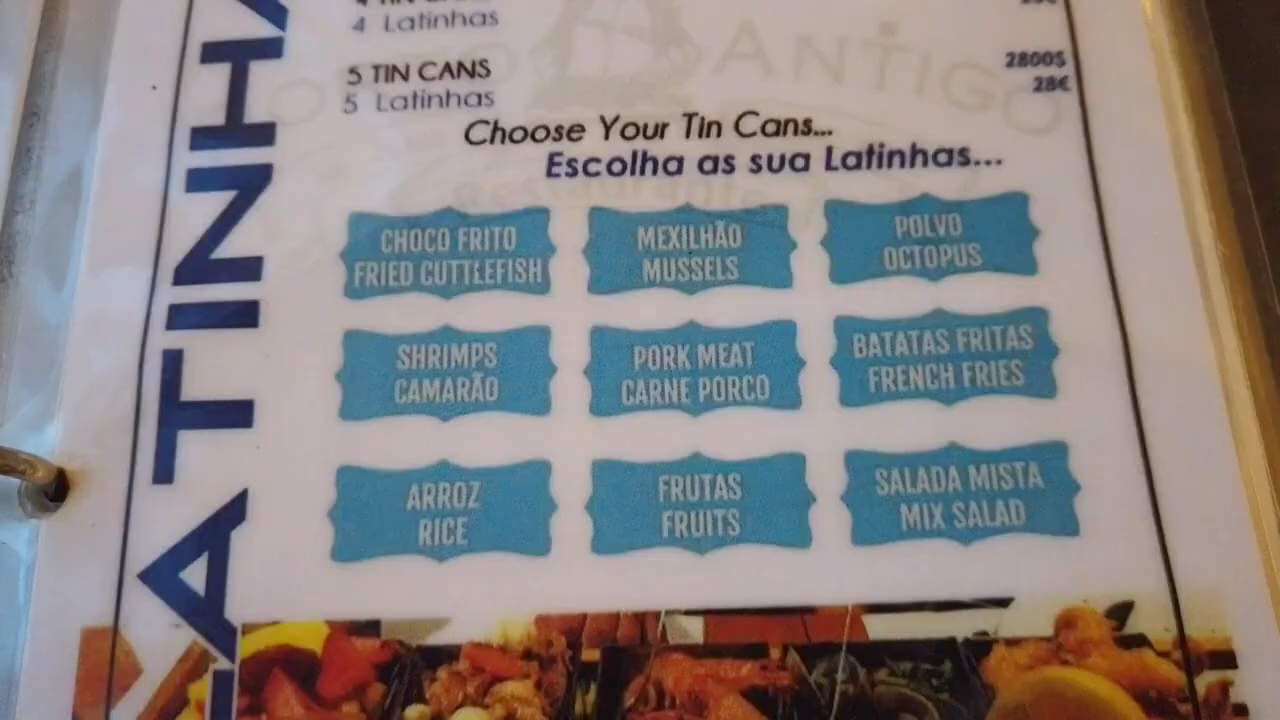 4 Latinhas
5 TIN CANS
5 Latinhas
2800$
28€
Choose Your Tin Cans...
Escolha as sua Latinhas...
CHOCO FRITO
FRIED CUTTLEFISH
MEXILHÃO
MUSSELS
POLVO
OCTOPUS
SHRIMPS
CAMARÃO
PORK MEAT
CARNE PORCO
BATATAS FRITAS
FRENCH FRIES
ARROZ
RICE
FRUTAS
FRUITS
SALADA MISTA
MIX SALAD
LATINHA
ANTIGO